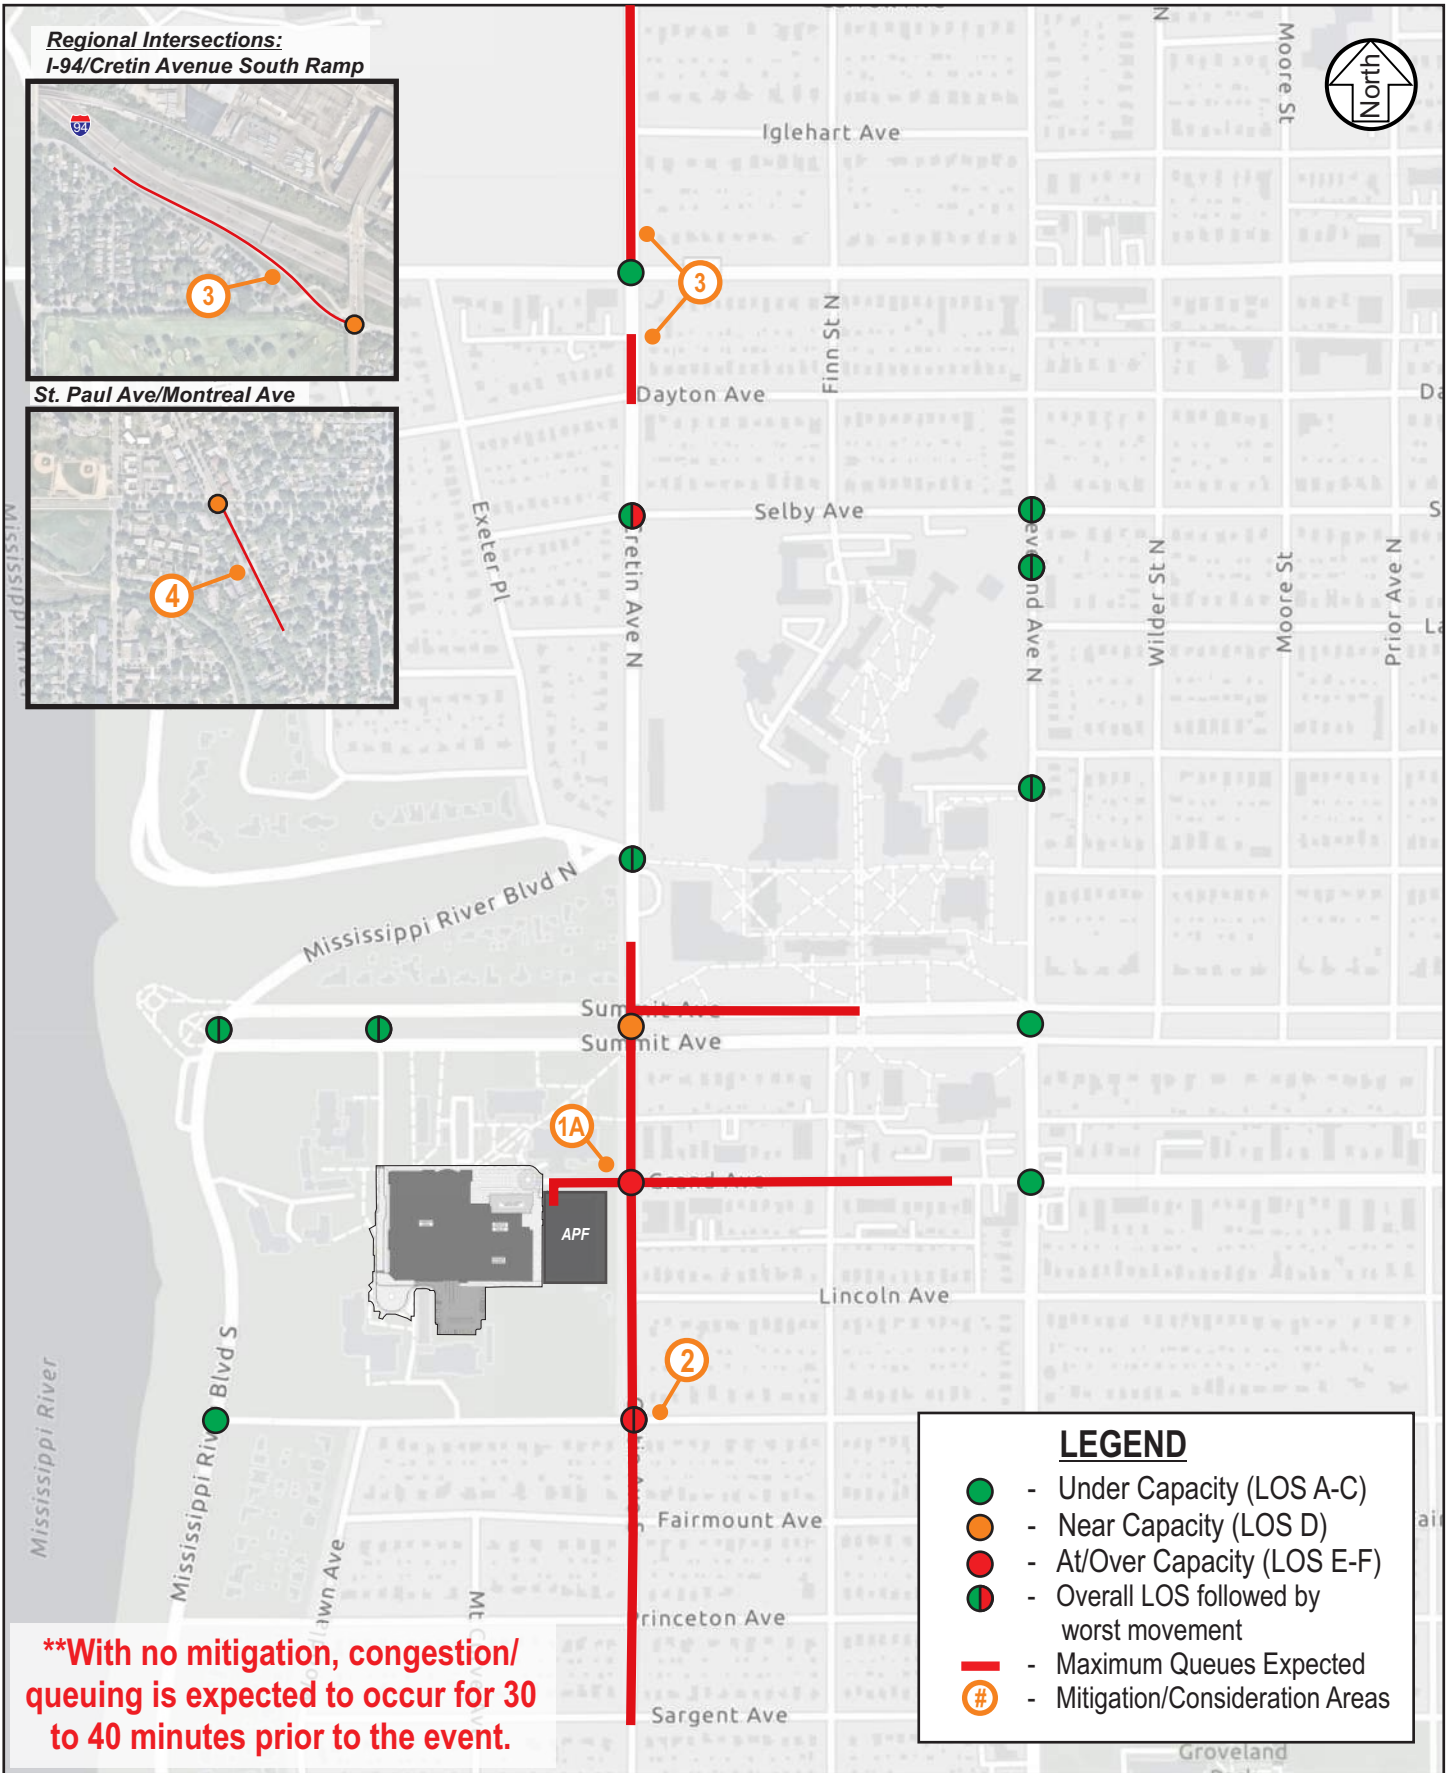 Regional Intersections:
I-94/Cretin Avenue South Ramp
94
3
St. Paul Ave/Montreal Ave
4
North
Moore St
N
Iglehart Ave
3
Finn St N
Dayton Ave
Selby Ave
Exeter Pl
Cretin Ave N
Wilder St N
Moore St
Prior Ave N
Mississippi River Blvd N
Summit Ave
Summit Ave
1A
Grand Ave
APF
Lincoln Ave
2
Mississippi River Blvd S
Mississippi River
Fairmount Ave
Princeton Ave
Sargent Ave
Groveland
LEGEND
- Under Capacity (LOS A-C)
- Near Capacity (LOS D)
- At/Over Capacity (LOS E-F)
- Overall LOS followed by
worst movement
- Maximum Queues Expected
# - Mitigation/Consideration Areas
**With no mitigation, congestion/
queuing is expected to occur for 30
to 40 minutes prior to the event.